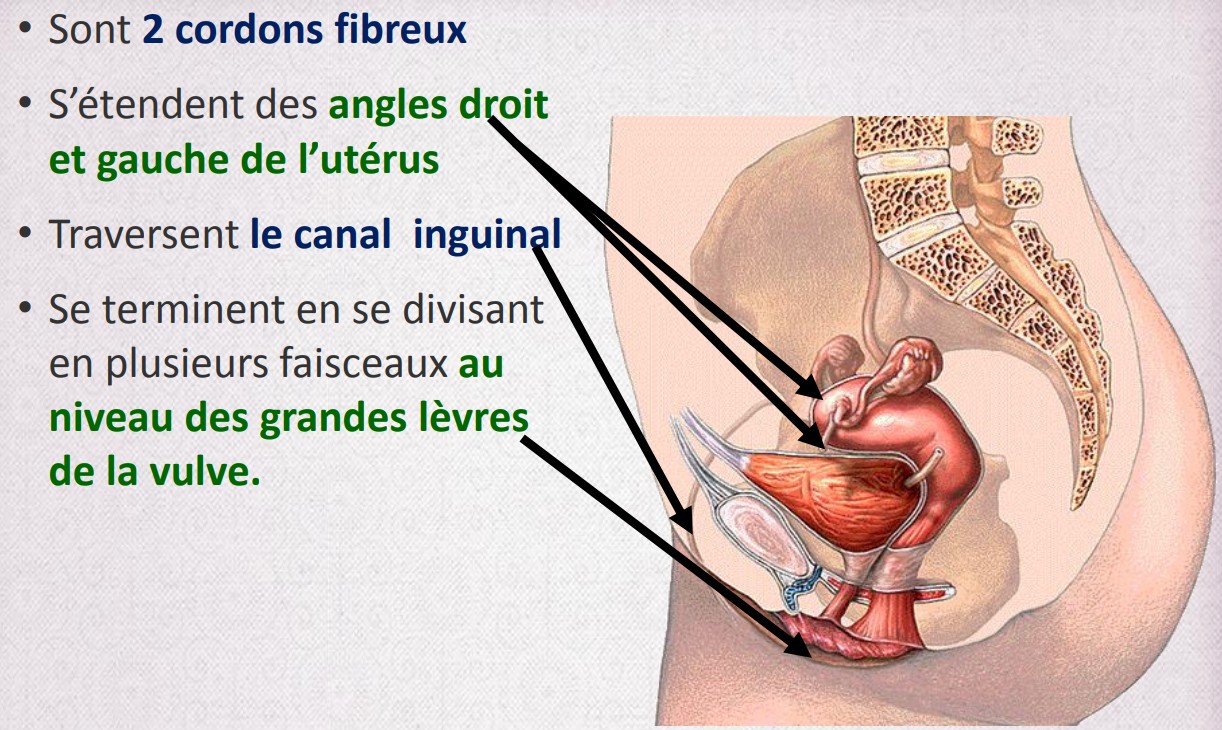 • Sont 2 cordons fibreux
• S’étendent des angles droit
et gauche de l’utérus
• Traversent le canal  inguinal
• Se terminent en se divisant
en plusieurs faisceaux au
niveau des grandes lèvres
de la vulve.